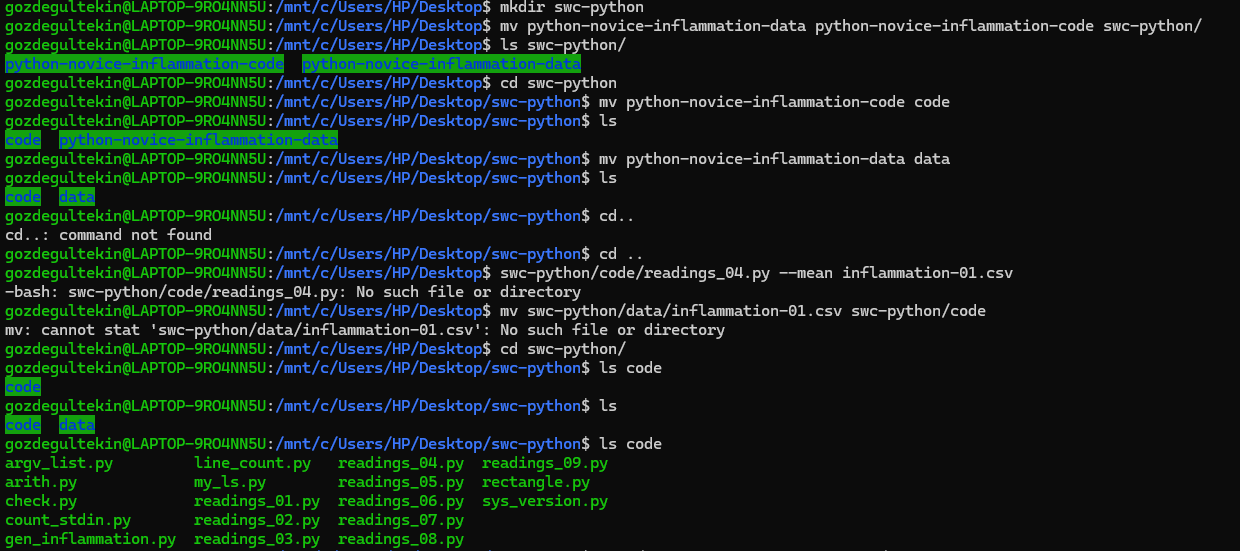 gozdegultekin@LAPTOP-9RO4NN5U:/mnt/c/Users/HP/Desktop$ mkdir swc-python
gozdegultekin@LAPTOP-9RO4NN5U:/mnt/c/Users/HP/Desktop$ mv python-novice-inflammation-data python-novice-inflammation-code swc-python/
gozdegultekin@LAPTOP-9RO4NN5U:/mnt/c/Users/HP/Desktop$ ls swc-python/
python-novice-inflammation-code  python-novice-inflammation-data
gozdegultekin@LAPTOP-9RO4NN5U:/mnt/c/Users/HP/Desktop$ cd swc-python
gozdegultekin@LAPTOP-9RO4NN5U:/mnt/c/Users/HP/Desktop/swc-python$ mv python-novice-inflammation-code code
gozdegultekin@LAPTOP-9RO4NN5U:/mnt/c/Users/HP/Desktop/swc-python$ ls
code  python-novice-inflammation-data
gozdegultekin@LAPTOP-9RO4NN5U:/mnt/c/Users/HP/Desktop/swc-python$ mv python-novice-inflammation-data data
gozdegultekin@LAPTOP-9RO4NN5U:/mnt/c/Users/HP/Desktop/swc-python$ ls
code  data
gozdegultekin@LAPTOP-9RO4NN5U:/mnt/c/Users/HP/Desktop/swc-python$ cd..
cd..: command not found
gozdegultekin@LAPTOP-9RO4NN5U:/mnt/c/Users/HP/Desktop/swc-python$ cd ..
gozdegultekin@LAPTOP-9RO4NN5U:/mnt/c/Users/HP/Desktop$ swc-python/code/readings_04.py --mean inflammation-01.csv
-bash: swc-python/code/readings_04.py: No such file or directory
gozdegultekin@LAPTOP-9RO4NN5U:/mnt/c/Users/HP/Desktop$ mv swc-python/data/inflammation-01.csv swc-python/code
mv: cannot stat 'swc-python/data/inflammation-01.csv': No such file or directory
gozdegultekin@LAPTOP-9RO4NN5U:/mnt/c/Users/HP/Desktop$ cd swc-python/
gozdegultekin@LAPTOP-9RO4NN5U:/mnt/c/Users/HP/Desktop/swc-python$ ls code
code
gozdegultekin@LAPTOP-9RO4NN5U:/mnt/c/Users/HP/Desktop/swc-python$ ls
code  data
gozdegultekin@LAPTOP-9RO4NN5U:/mnt/c/Users/HP/Desktop/swc-python$ ls code
argv_list.py         line_count.py   readings_04.py  readings_09.py
arith.py             my_ls.py        readings_05.py  rectangle.py
check.py             readings_01.py  readings_06.py  sys_version.py
count_stdin.py       readings_02.py  readings_07.py
gen_inflammation.py  readings_03.py  readings_08.py